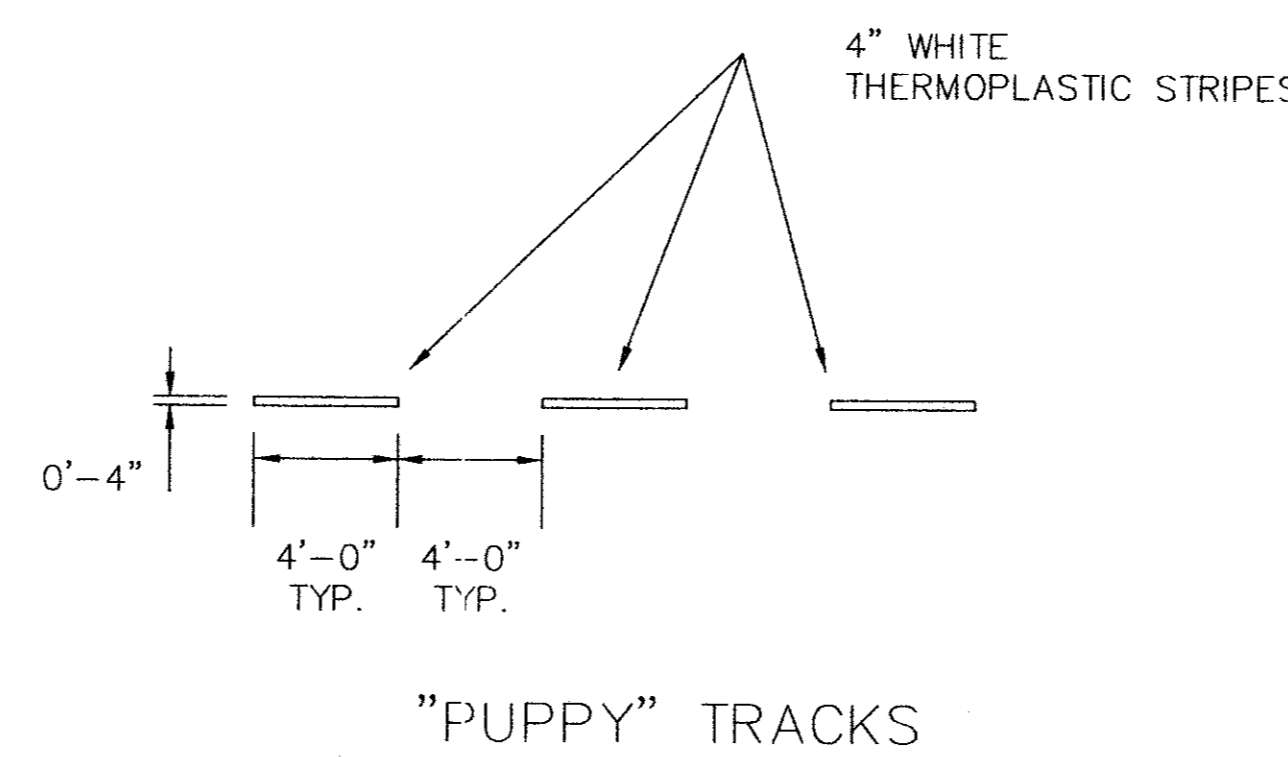 4" WHITE
THERMOPLASTIC STRIPES
0'-4"
4'-0" 4'-0"
TYP. TYP.
"PUPPY" TRACKS